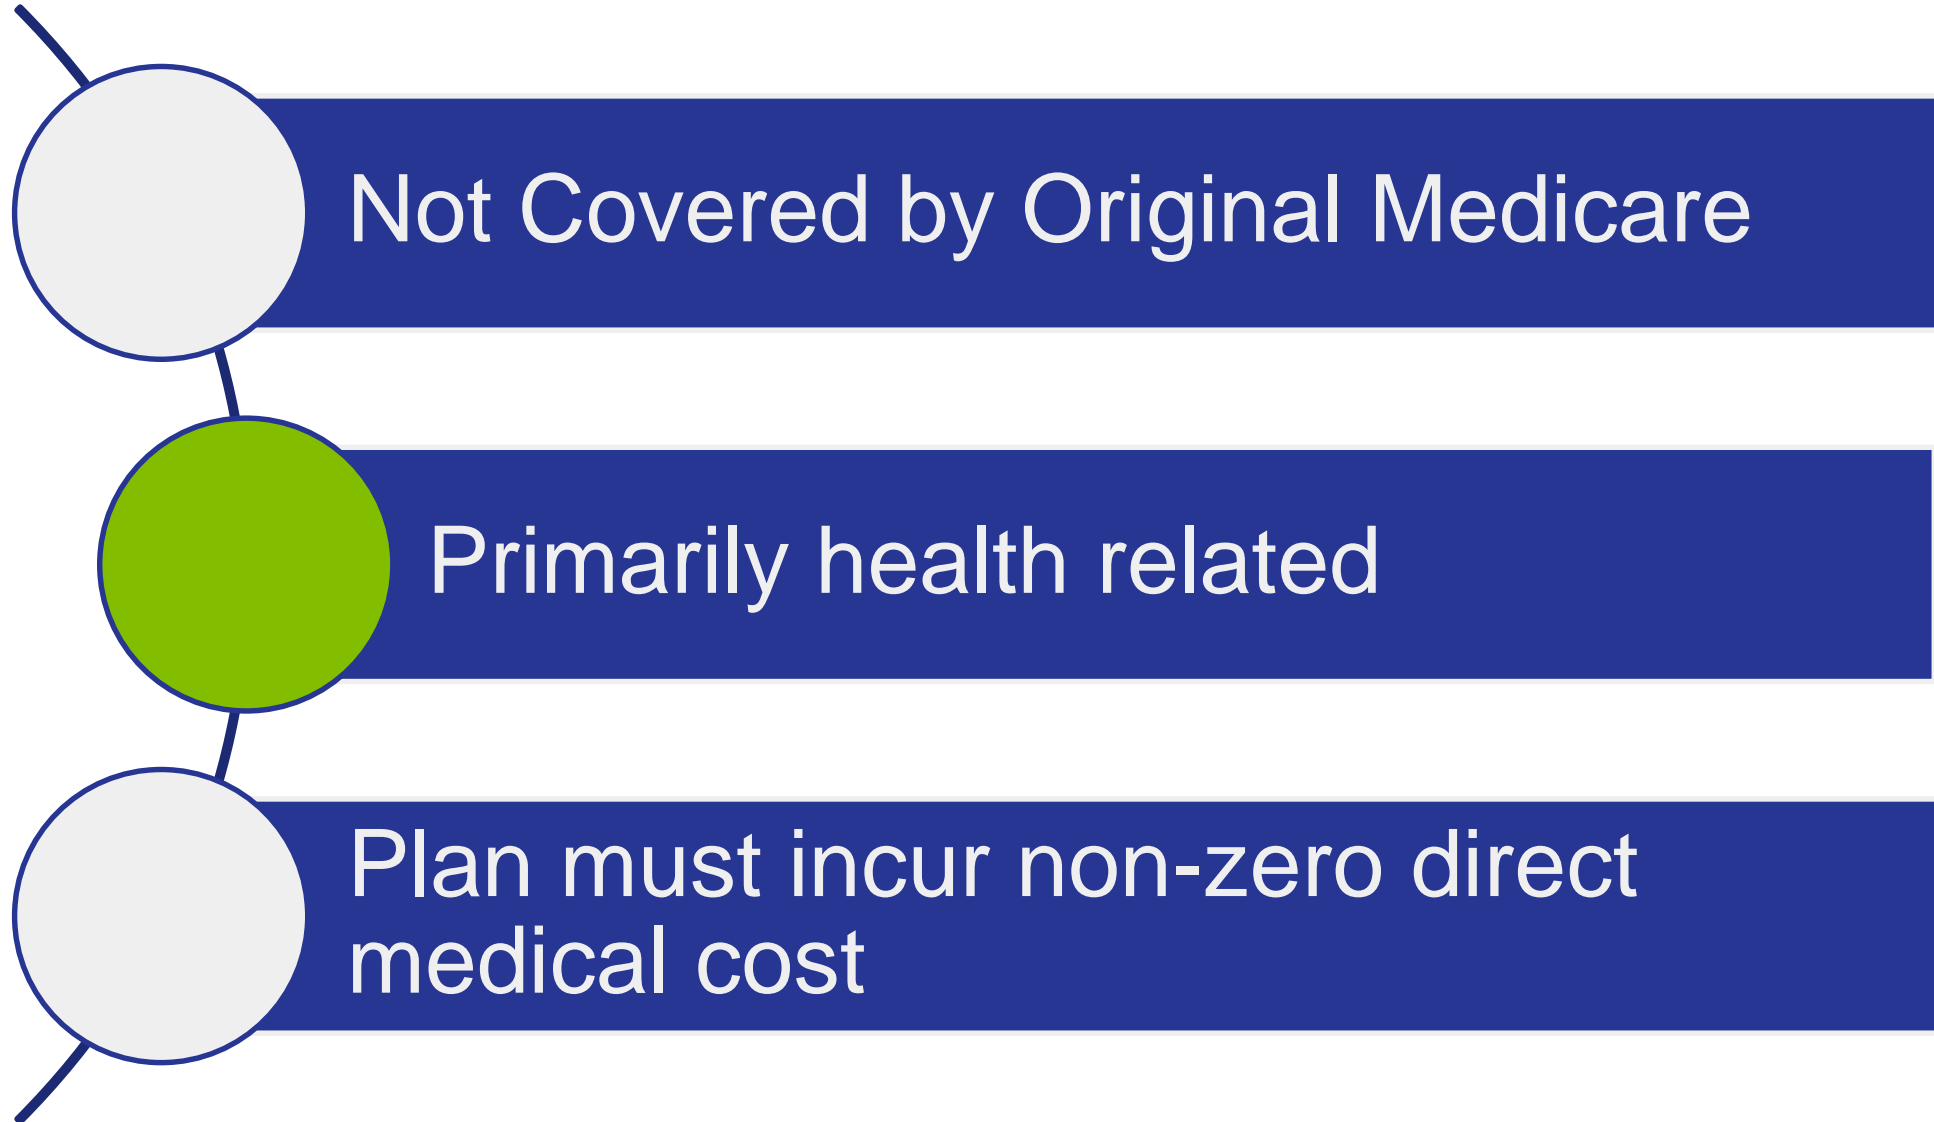 Not Covered by Original Medicare
Primarily health related
Plan must incur non-zero direct
medical cost